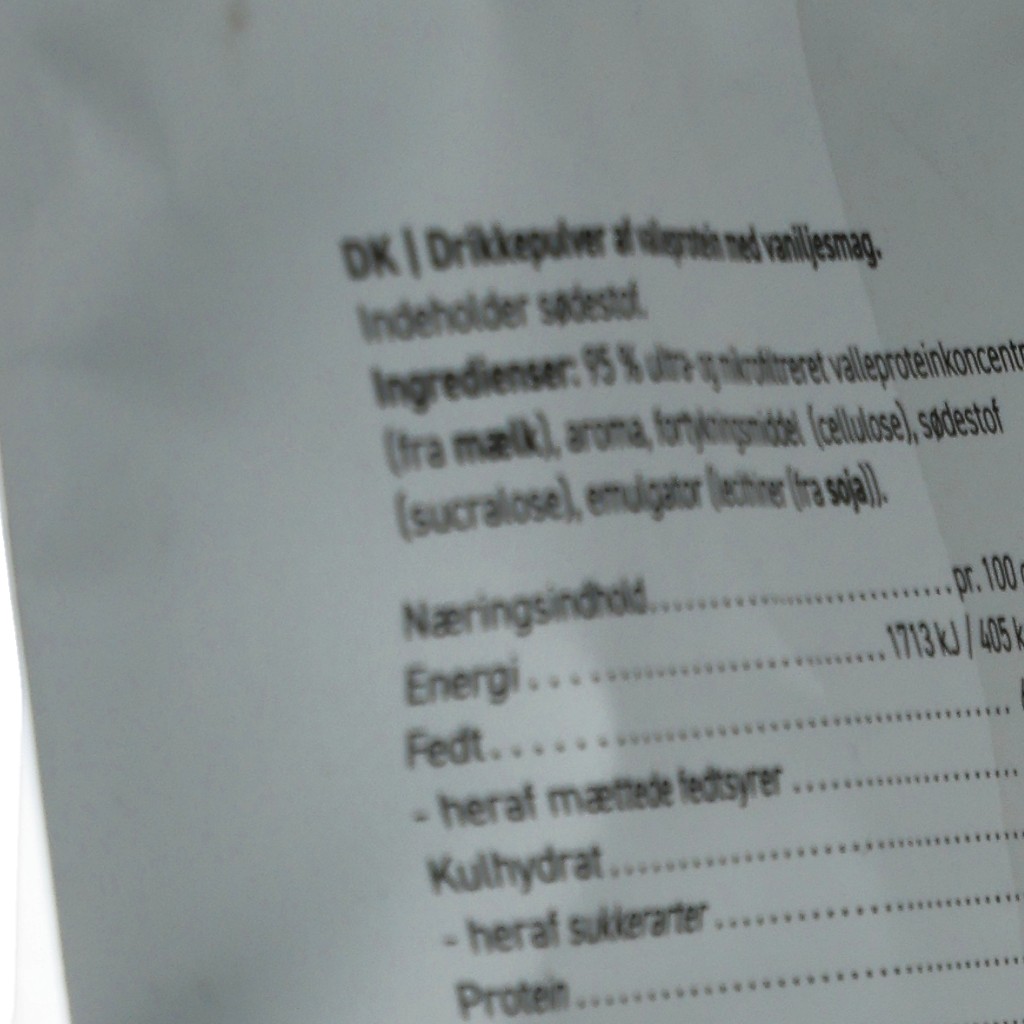 DK | Drikkepulver af valleprotein med vaniljesmag.
Indeholder sødestof.
Ingredienser: 95 % ultra- og mikrofiltreret valleproteinkoncentr
(fra mælk), aroma, fortykningsmiddel (cellulose), sødestof
(sucralose), emulgator (lecithiner (fra soja)).
Næringsindhold.......................pr. 100 g
Energi.......................1713 kJ / 405 k
Fedt.......................
- heraf mættede fedtsyrer.......................
Kulhydrat.......................
- heraf sukkerarter.......................
Protein.......................